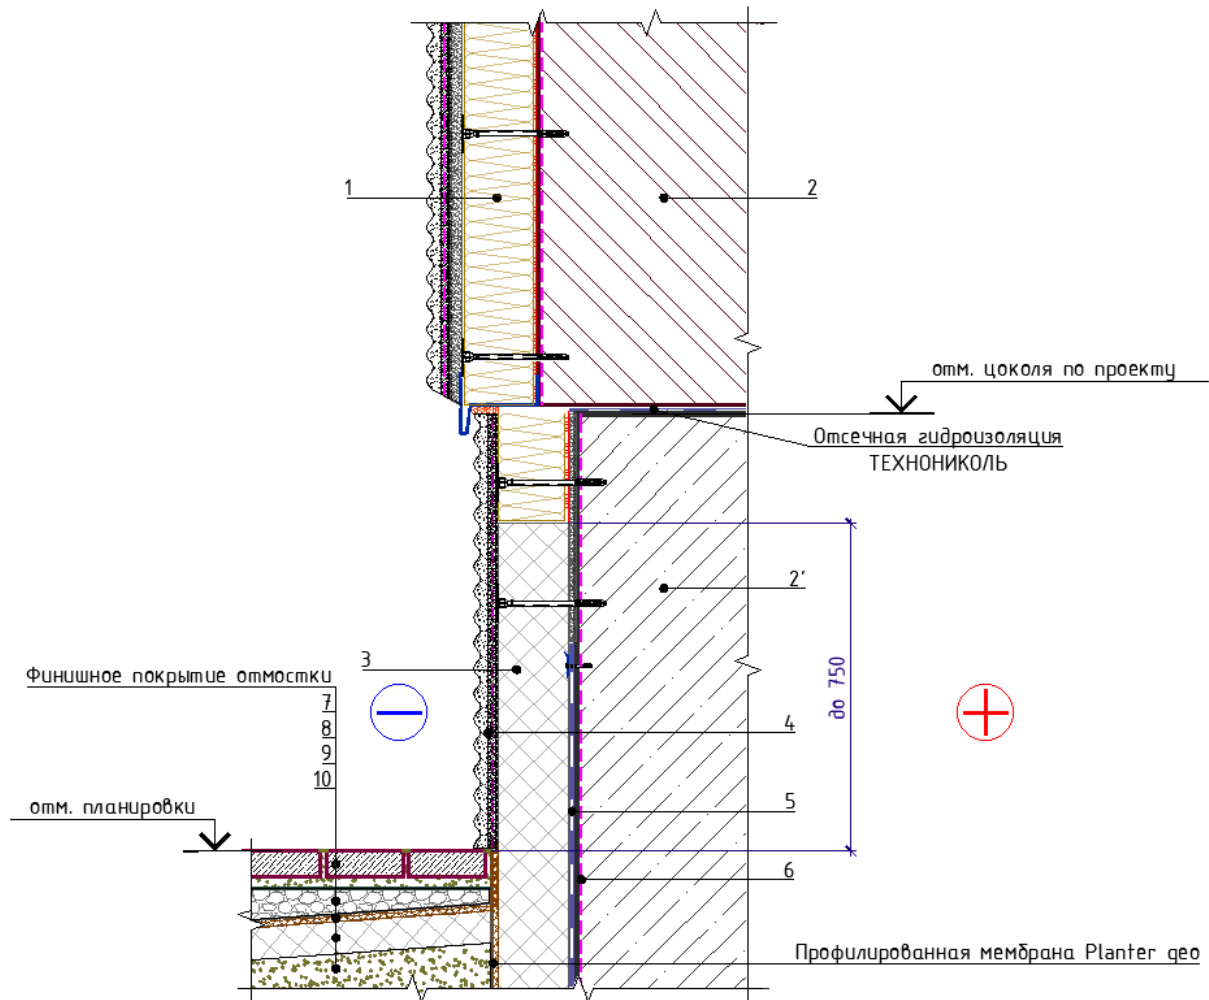 1
2
отм. цоколя по проекту
Отсечная гидроизоляция
ТЕХНОНИКОЛЬ
2'
3
до 750
Финишное покрытие отмостки
7
8
9
10
4
отм. планировки
5
6
Профилированная мембрана Planter geo